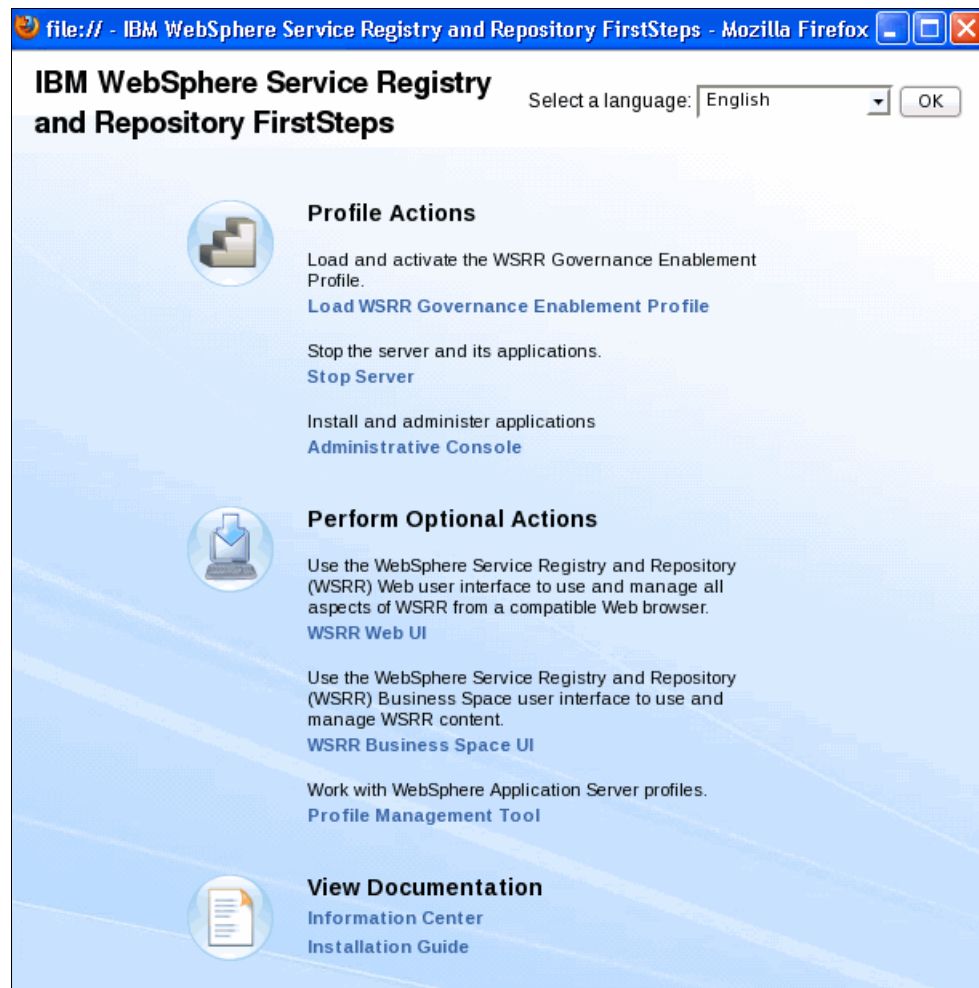 file:// - IBM WebSphere Service Registry and Repository FirstSteps - Mozilla Firefox
IBM WebSphere Service Registry
and Repository FirstSteps
Select a language: English OK
Profile Actions
Load and activate the WSRR Governance Enablement
Profile.
Load WSRR Governance Enablement Profile
Stop the server and its applications.
Stop Server
Install and administer applications
Administrative Console
Perform Optional Actions
Use the WebSphere Service Registry and Repository
(WSRR) Web user interface to use and manage all
aspects of WSRR from a compatible Web browser.
WSRR Web UI
Use the WebSphere Service Registry and Repository
(WSRR) Business Space user interface to use and
manage WSRR content.
WSRR Business Space UI
Work with WebSphere Application Server profiles.
Profile Management Tool
View Documentation
Information Center
Installation Guide